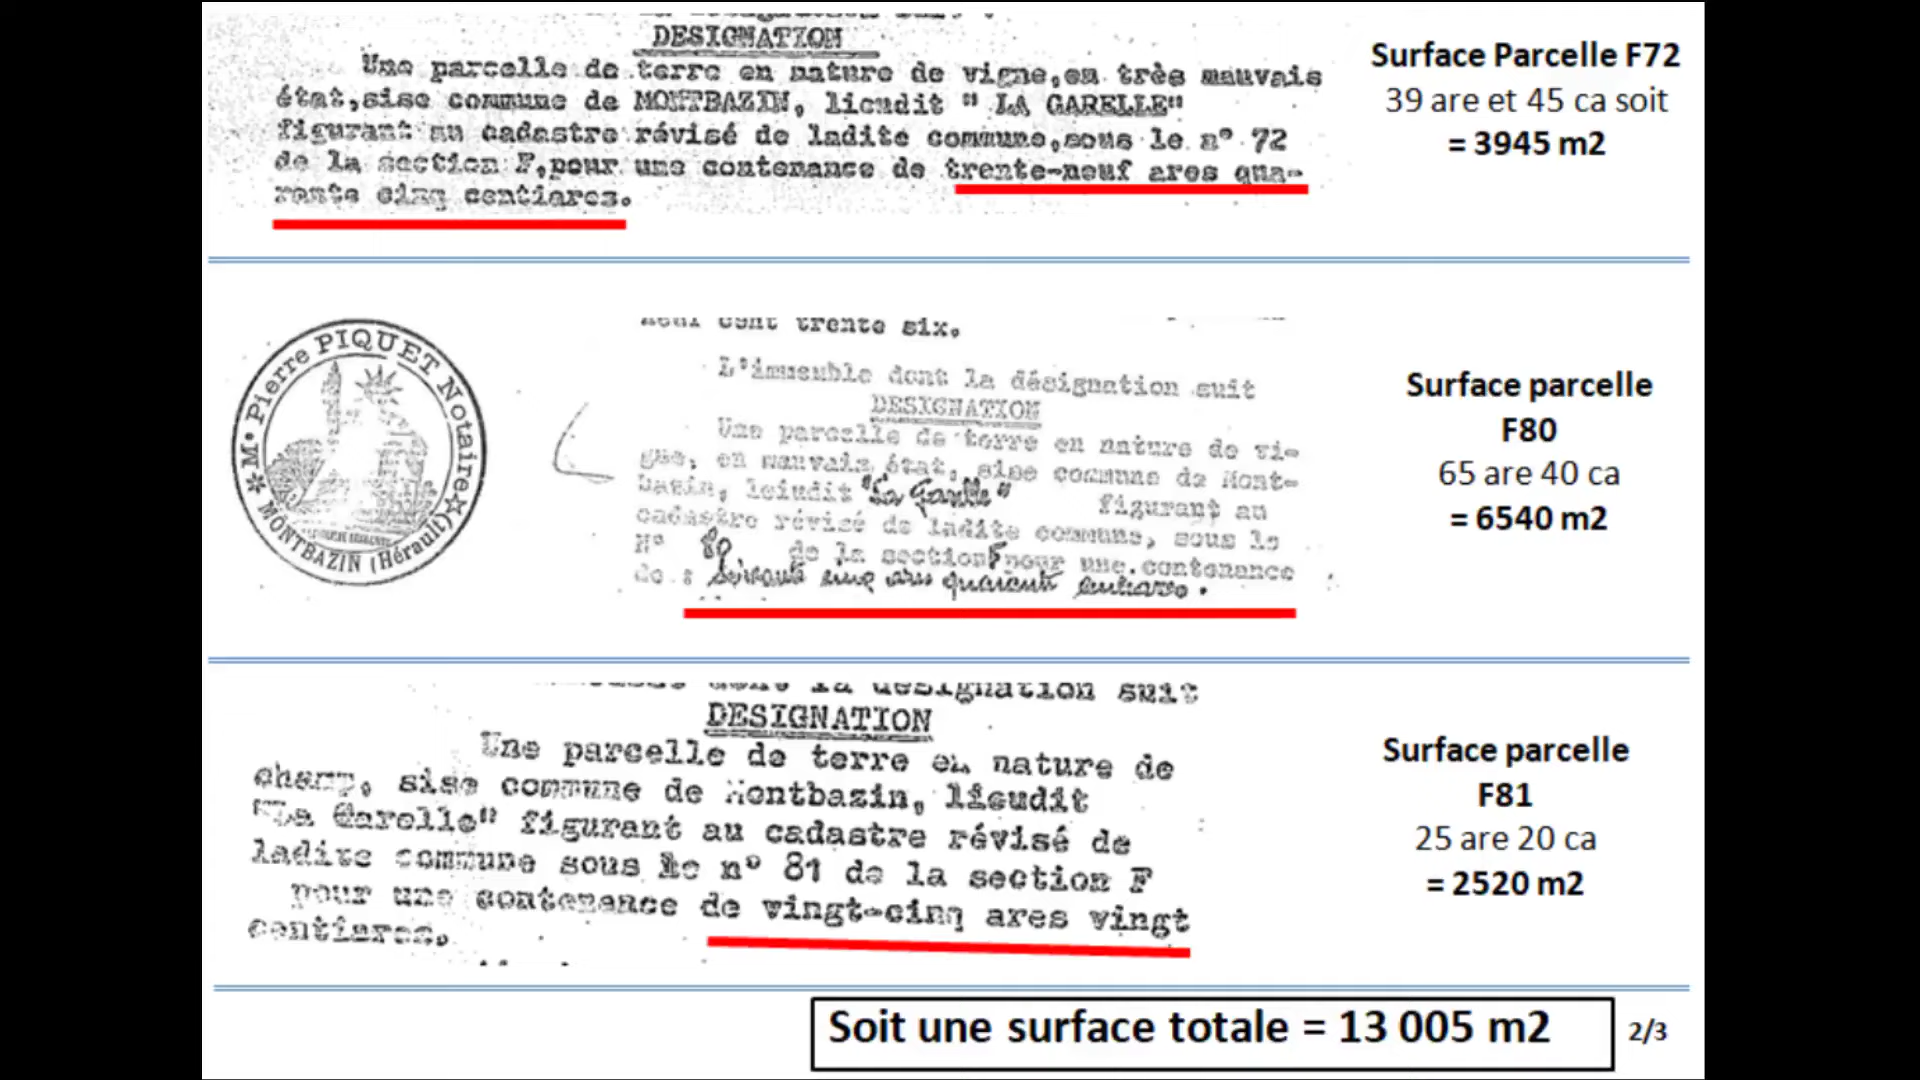 DESIGNATION
Une parcelle de terre en nature de vigne,en très mauvais
état,sise commune de MONTBAZIN, lieudit " LA GARELLE"
figurant au cadastre révisé de ladite commune,sous le n° 72
de la section F,pour une contenance de trente-neuf ares qua-
rente cinq centiares.
Surface Parcelle F72
39 are et 45 ca soit
= 3945 m2
Me Pierre PIQUET Notaire
MONTBAZIN (Hérault)
cent trente six.
L'immeuble dont la désignation suit
DESIGNATION
Une parcelle de terre en nature de vi-
gne, en mauvais état, sise commune de Mont-
bazin, leiudit "La Garelle" figurant au
cadastre révisé de ladite commune, sous le
N° 80 de la section F pour une contenance
de : Soixante cinq ares quarante centiares.
Surface parcelle
F80
65 are 40 ca
= 6540 m2
dont la désignation suit
DESIGNATION
Une parcelle de terre en nature de
champ, sise commune de Montbazin, lieudit
"La Garelle" figurant au cadastre révisé de
ladite commune sous le n° 81 de la section F
pour une contenance de vingt-cinq ares vingt
centiares.
Surface parcelle
F81
25 are 20 ca
= 2520 m2
Soit une surface totale = 13 005 m2
2/3